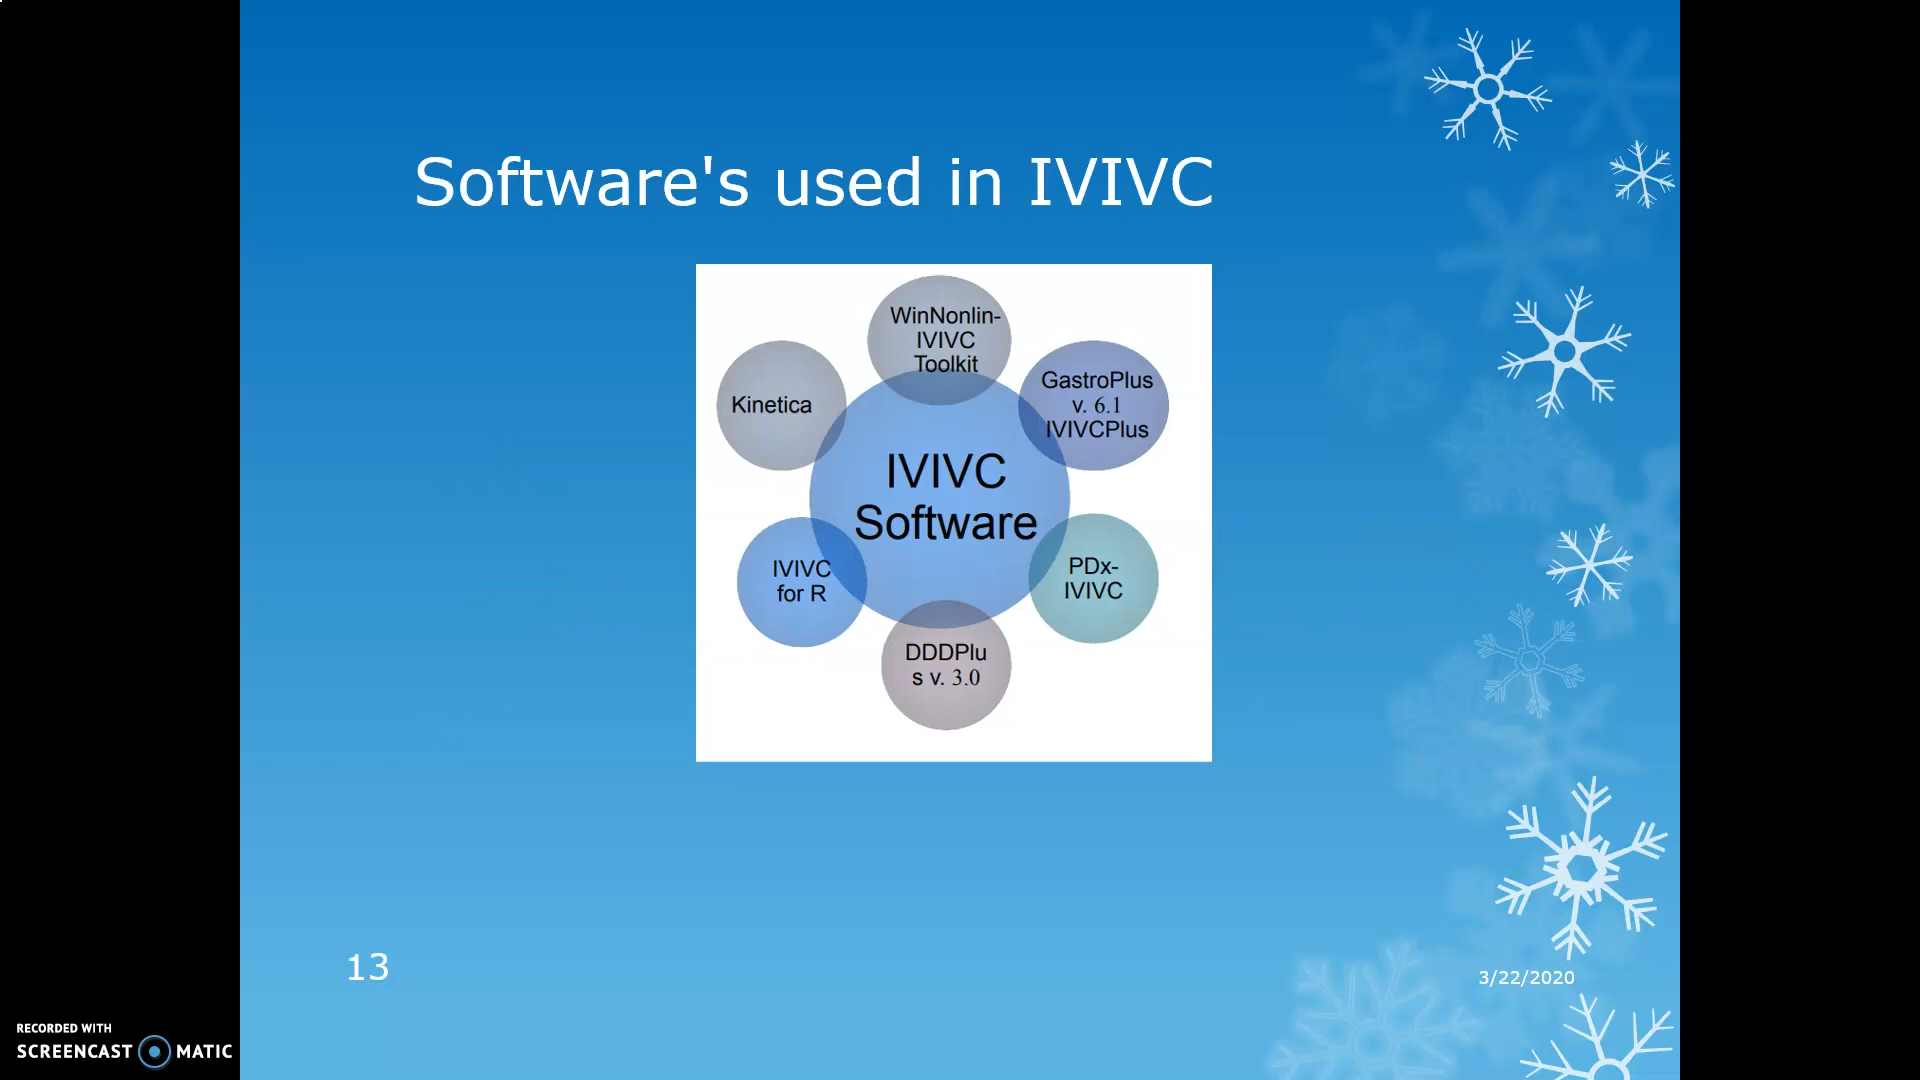 Software's used in IVIVC
WinNonlin-
IVIVC
Toolkit
GastroPlus
v. 6.1
IVIVCPlus
Kinetica
IVIVC
Software
PDx-
IVIVC
IVIVC
for R
DDDPlu
s v. 3.0
13
3/22/2020
RECORDED WITH
SCREENCAST MATIC